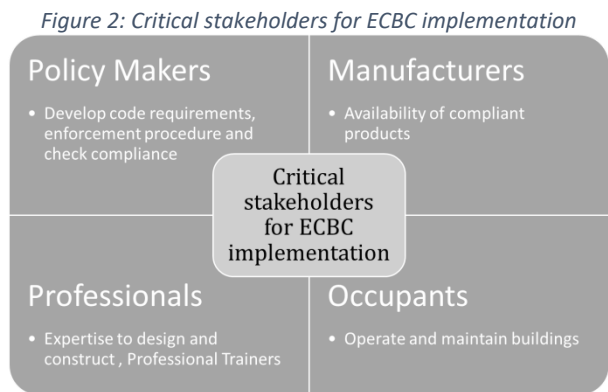 Figure 2: Critical stakeholders for ECBC implementation
Policy Makers
• Develop code requirements,
enforcement procedure and
check compliance
Manufacturers
• Availability of compliant
products
Critical
stakeholders
for ECBC
implementation
Professionals
• Expertise to design and
construct , Professional Trainers
Occupants
• Operate and maintain buildings